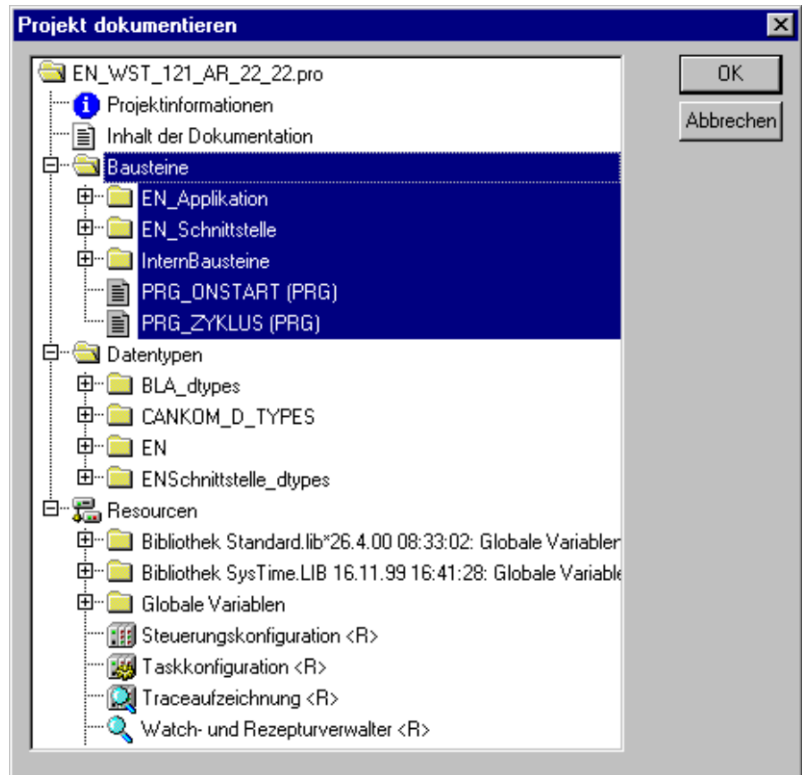 Projekt dokumentieren
EN_WST_121_AR_22_22.pro
OK
Projektinformationen
Abbrechen
Inhalt der Dokumentation
Bausteine
EN_Applikation
EN_Schnittstelle
InternBausteine
PRG_ONSTART (PRG)
PRG_ZYKLUS (PRG)
Datentypen
BLA_dtypes
CANKOM_D_TYPES
EN
ENSchnittstelle_dtypes
Resourcen
Bibliothek Standard.lib*26.4.00 08:33:02: Globale Variablen
Bibliothek SysTime.LIB 16.11.99 16:41:28: Globale Variable
Globale Variablen
Steuerungskonfiguration <R>
Taskkonfiguration <R>
Traceaufzeichnung <R>
Watch- und Rezepturverwalter <R>